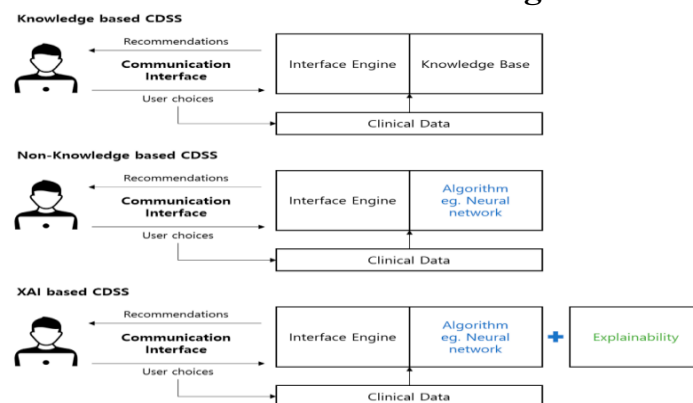 Knowledge based CDSS
Recommendations
Communication
Interface
User choices
Interface Engine
Knowledge Base
Clinical Data
Non-Knowledge based CDSS
Recommendations
Communication
Interface
User choices
Interface Engine
Algorithm
eg. Neural
network
Clinical Data
XAI based CDSS
Recommendations
Communication
Interface
User choices
Interface Engine
Algorithm
eg. Neural
network
+
Explainability
Clinical Data